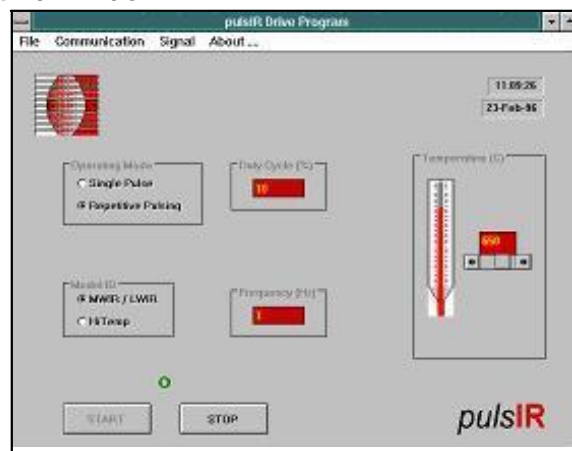 pulsIR Drive Program
File Communication Signal About ...
11:09:26
23-Feb-96
Operating Mode
Single Pulse
Repetitive Pulsing
Duty Cycle (%)
10
Temperature (C)
650
Model ID
MWIR / LWIR
HiTemp
Frequency (Hz)
1
START
STOP
pulsIR